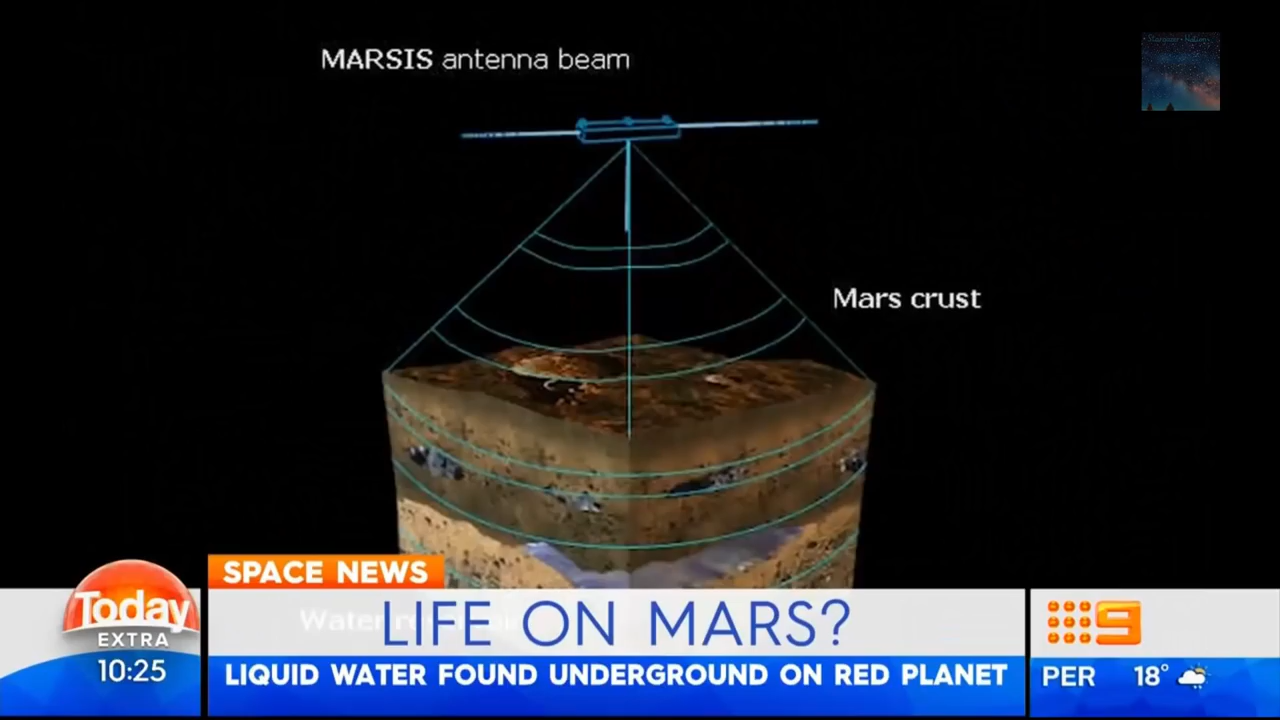 MARSIS antenna beam
Mars crust
SPACE NEWS
LIFE ON MARS?
LIQUID WATER FOUND UNDERGROUND ON RED PLANET
Today
EXTRA
10:25
9
PER 18°
Water